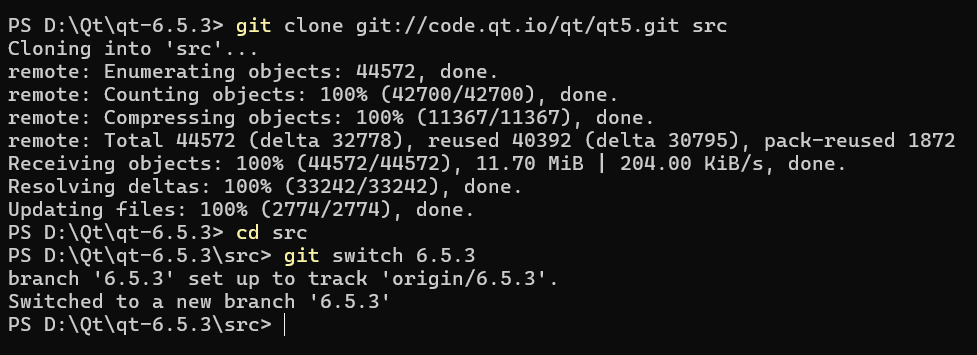 PS D:\Qt\qt-6.5.3> git clone git://code.qt.io/qt/qt5.git src
Cloning into 'src'...
remote: Enumerating objects: 44572, done.
remote: Counting objects: 100% (42700/42700), done.
remote: Compressing objects: 100% (11367/11367), done.
remote: Total 44572 (delta 32778), reused 40392 (delta 30795), pack-reused 1872
Receiving objects: 100% (44572/44572), 11.70 MiB | 204.00 KiB/s, done.
Resolving deltas: 100% (33242/33242), done.
Updating files: 100% (2774/2774), done.
PS D:\Qt\qt-6.5.3> cd src
PS D:\Qt\qt-6.5.3\src> git switch 6.5.3
branch '6.5.3' set up to track 'origin/6.5.3'.
Switched to a new branch '6.5.3'
PS D:\Qt\qt-6.5.3\src>